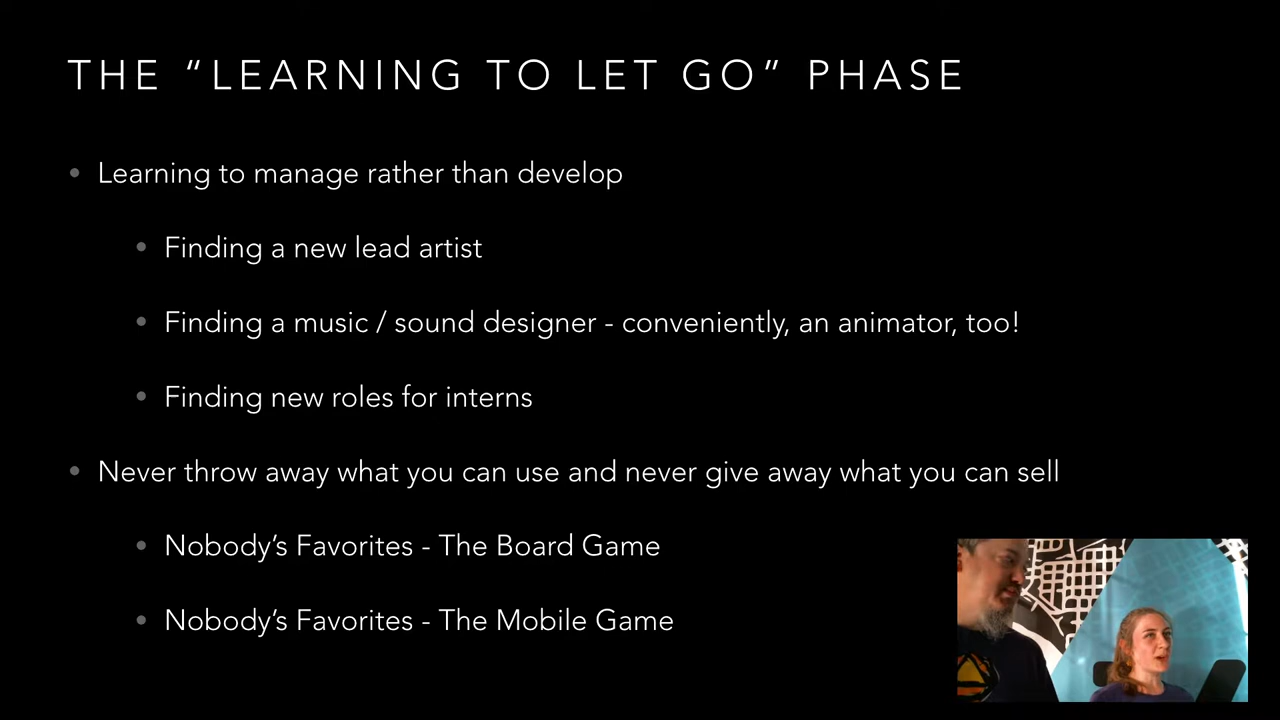 THE “LEARNING TO LET GO” PHASE
• Learning to manage rather than develop
• Finding a new lead artist
• Finding a music / sound designer - conveniently, an animator, too!
• Finding new roles for interns
• Never throw away what you can use and never give away what you can sell
• Nobody’s Favorites - The Board Game
• Nobody’s Favorites - The Mobile Game